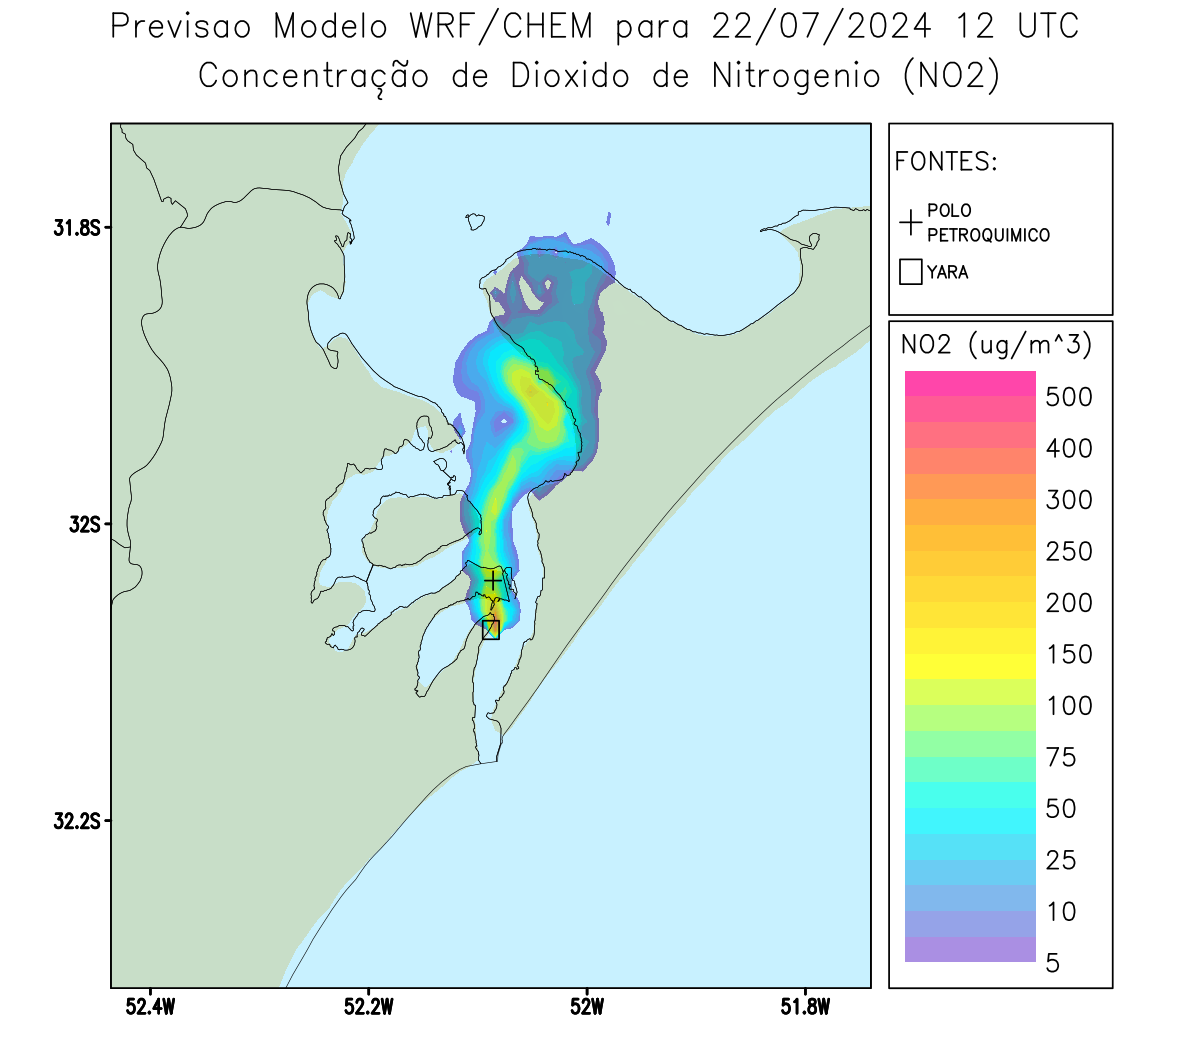 Previsao Modelo WRF/CHEM para 22/07/2024 12 UTC
Concentração de Dioxido de Nitrogenio (NO2)
FONTES:
POLO
PETROQUIMICO
YARA
NO2 (ug/m^3)
500
400
300
250
200
150
100
75
50
25
10
5
31.8S
32S
32.2S
52.4W
52.2W
52W
51.8W